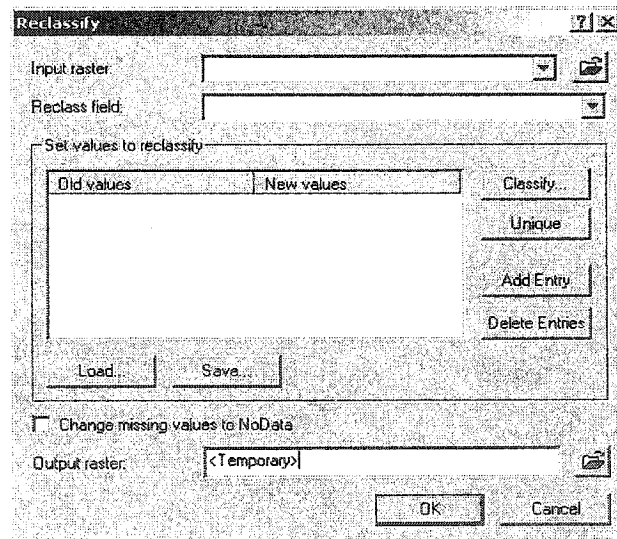 Reclassify
Input raster:
Reclass field:
Set values to reclassify
Old values New values
Classify...
Unique
Add Entry
Delete Entries
Load... Save...
Change missing values to NoData
Output raster: <Temporary>
OK Cancel